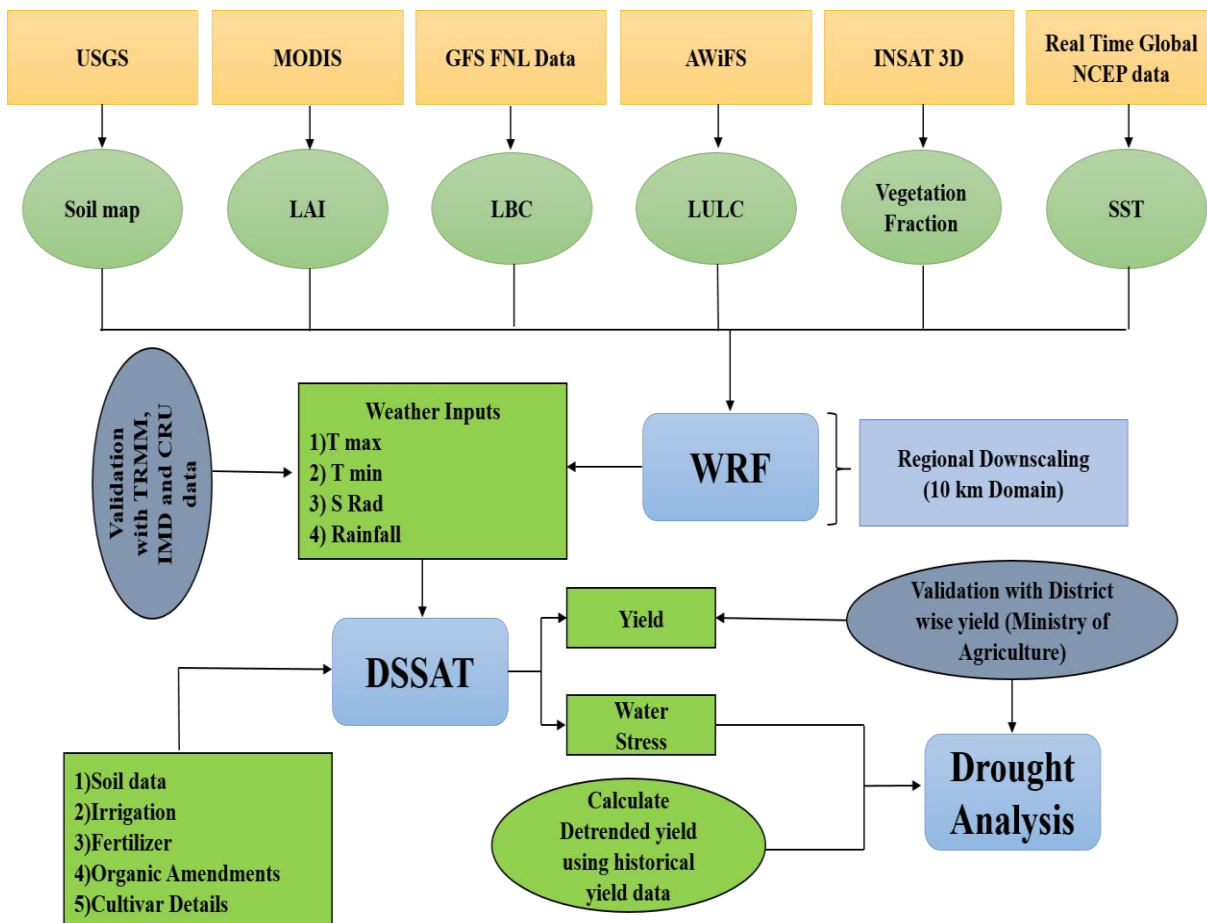 USGS
MODIS
GFS FNL Data
AWiFS
INSAT 3D
Real Time Global
NCEP data
Soil map
LAI
LBC
LULC
Vegetation
Fraction
SST
Validation
with TRMM,
IMD and CRU
data
Weather Inputs
1)T max
2) T min
3) S Rad
4) Rainfall
WRF
Regional Downscaling
(10 km Domain)
DSSAT
Yield
Water
Stress
Validation with District
wise yield (Ministry of
Agriculture)
1)Soil data
2)Irrigation
3)Fertilizer
4)Organic Amendments
5)Cultivar Details
Calculate
Detrended yield
using historical
yield data
Drought
Analysis